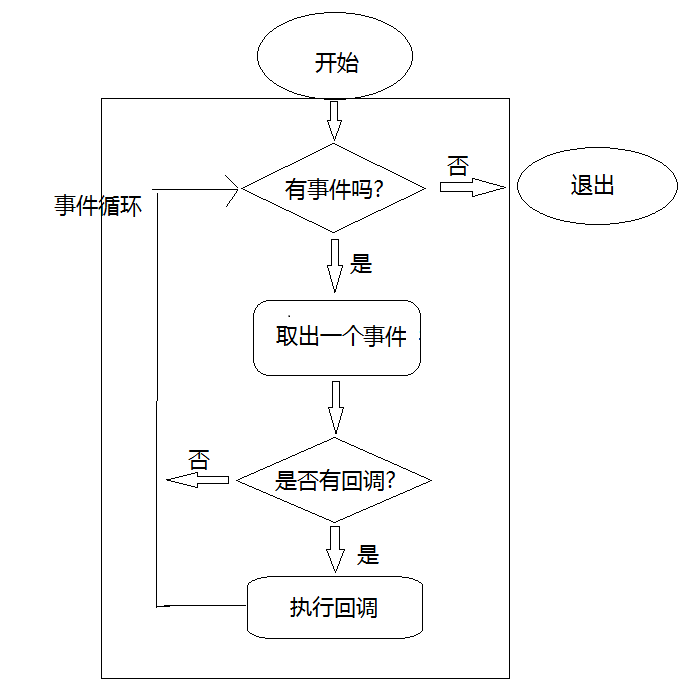 开始
有事件吗?
否
退出
事件循环
是
取出一个事件
是否有回调?
否
是
执行回调